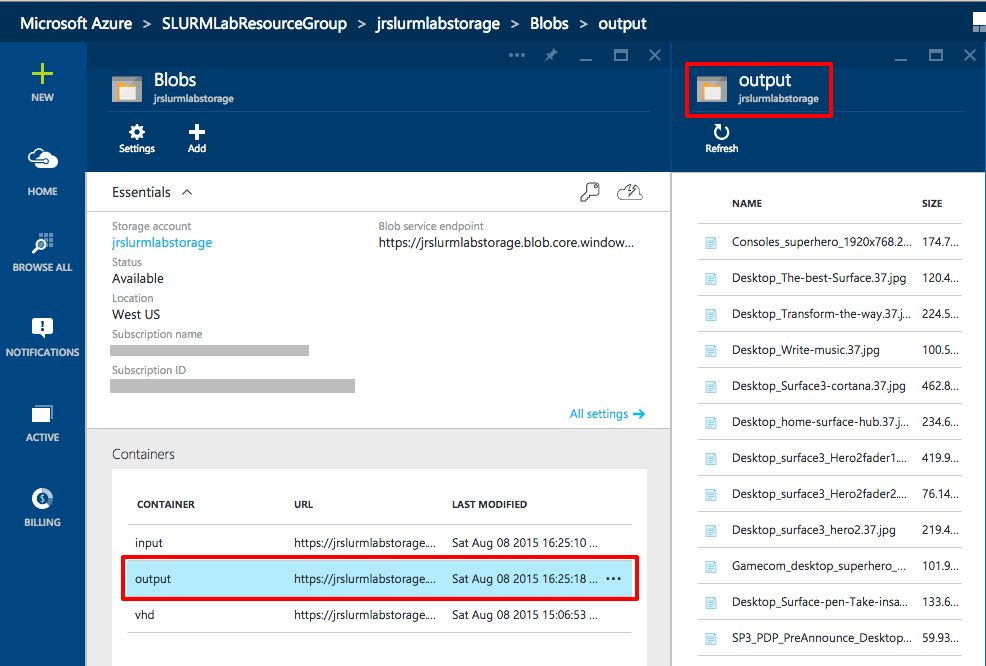 Microsoft Azure > SLURMLabResourceGroup > jrslurmlabstorage > Blobs > output
NEW
HOME
BROWSE ALL
NOTIFICATIONS
ACTIVE
BILLING
Blobs
jrslurmlabstorage
Settings
Add
Essentials
Storage account
jrslurmlabstorage
Status
Available
Location
West US
Subscription name
Subscription ID
Blob service endpoint
https://jrslurmlabstorage.blob.core.window...
All settings
Containers
CONTAINER URL LAST MODIFIED
input https://jrslurmlabstorage.... Sat Aug 08 2015 16:25:10 ...
output https://jrslurmlabstorage.... Sat Aug 08 2015 16:25:18 ...
vhd https://jrslurmlabstorage.... Sat Aug 08 2015 15:06:53 ...
output
jrslurmlabstorage
Refresh
NAME SIZE
Consoles_superhero_1920x768.2... 174.7...
Desktop_The-best-Surface.37.jpg 120.4...
Desktop_Transform-the-way.37.j... 224.5...
Desktop_Write-music.37.jpg 100.5...
Desktop_Surface3-cortana.37.jpg 462.8...
Desktop_home-surface-hub.37.j... 234.6...
Desktop_surface3_Hero2fader1.... 419.9...
Desktop_surface3_Hero2fader2.... 76.14...
Desktop_surface3_hero2.37.jpg 219.4...
Gamecom_desktop_superhero_... 101.9...
Desktop_Surface-pen-Take-insa... 133.6...
SP3_PDP_PreAnnounce_Desktop... 59.93...